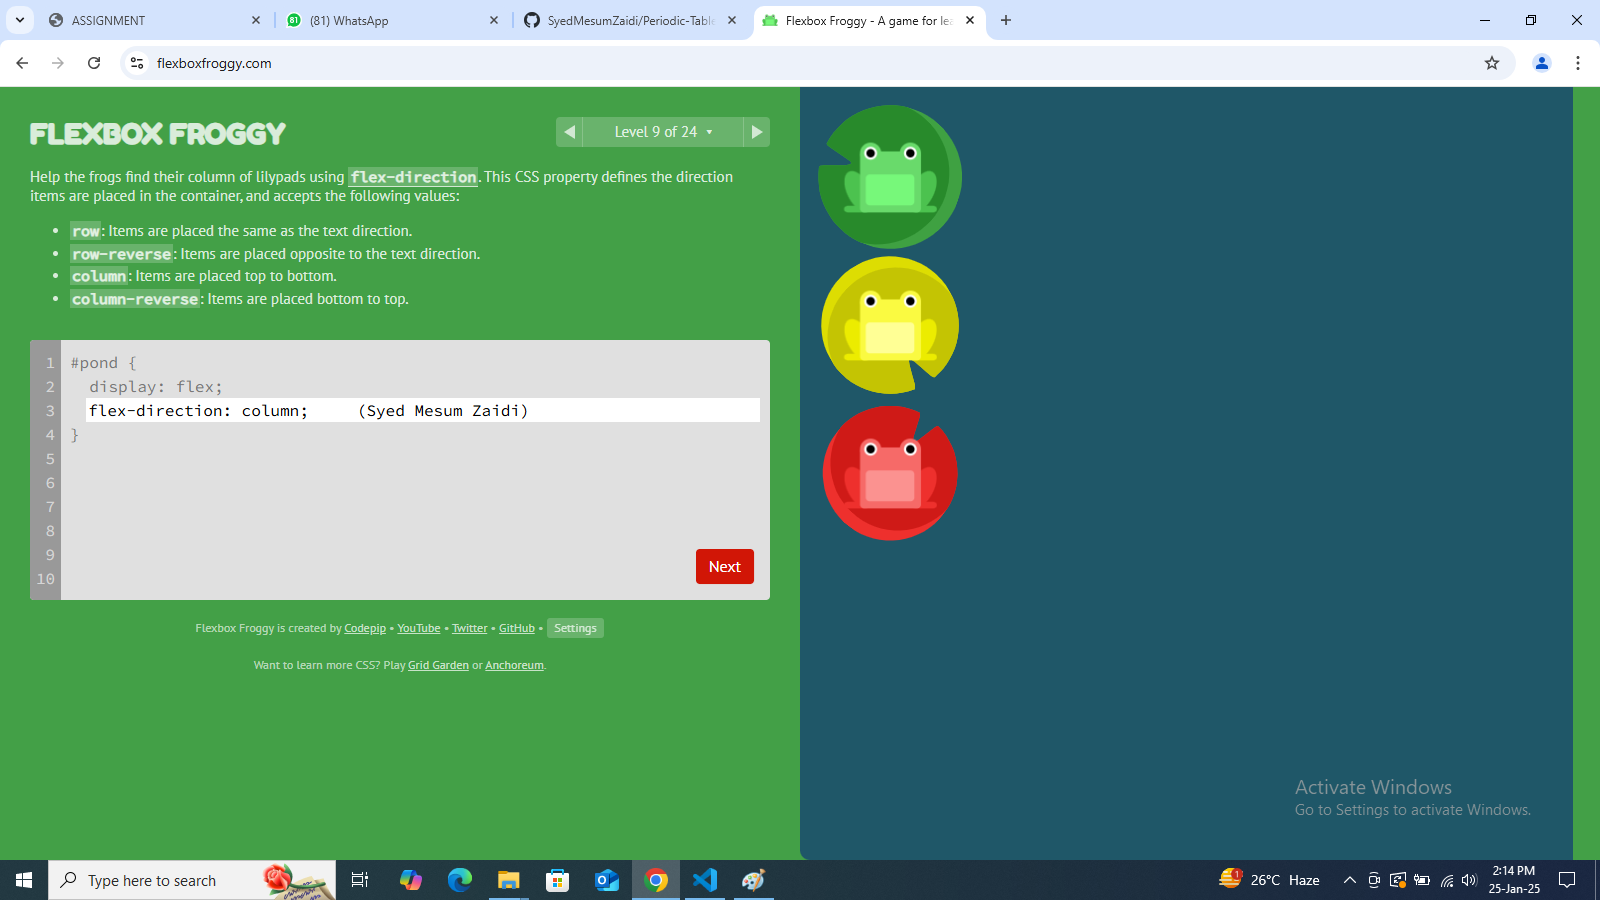 ASSIGNMENT
81
(81) WhatsApp
SyedMesumZaidi/Periodic-Table
Flexbox Froggy - A game for lea
flexboxfroggy.com
FLEXBOX FROGGY
Level 9 of 24
Help the frogs find their column of lilypads using flex-direction. This CSS property defines the direction
items are placed in the container, and accepts the following values:
• row: Items are placed the same as the text direction.
• row-reverse: Items are placed opposite to the text direction.
• column: Items are placed top to bottom.
• column-reverse: Items are placed bottom to top.
1 #pond {
2 display: flex;
3 flex-direction: column; (Syed Mesum Zaidi)
4 }
5
6
7
8
9
10
Next
Flexbox Froggy is created by Codepip • YouTube • Twitter • GitHub • Settings
Want to learn more CSS? Play Grid Garden or Anchoreum.
Activate Windows
Go to Settings to activate Windows.
Type here to search
1
26°C Haze
2:14 PM
25-Jan-25